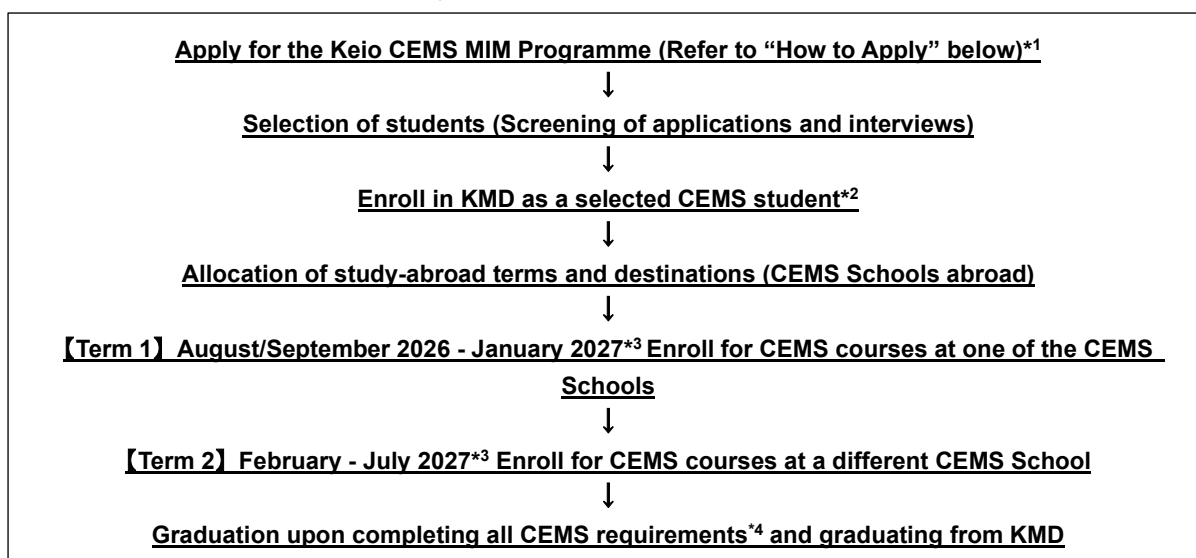 Apply for the Keio CEMS MIM Programme (Refer to “How to Apply” below)*1
↓
Selection of students (Screening of applications and interviews)
↓
Enroll in KMD as a selected CEMS student*2
↓
Allocation of study-abroad terms and destinations (CEMS Schools abroad)
↓
【Term 1】 August/September 2026 - January 2027*3 Enroll for CEMS courses at one of the CEMS
Schools
↓
【Term 2】 February - July 2027*3 Enroll for CEMS courses at a different CEMS School
↓
Graduation upon completing all CEMS requirements*4 and graduating from KMD